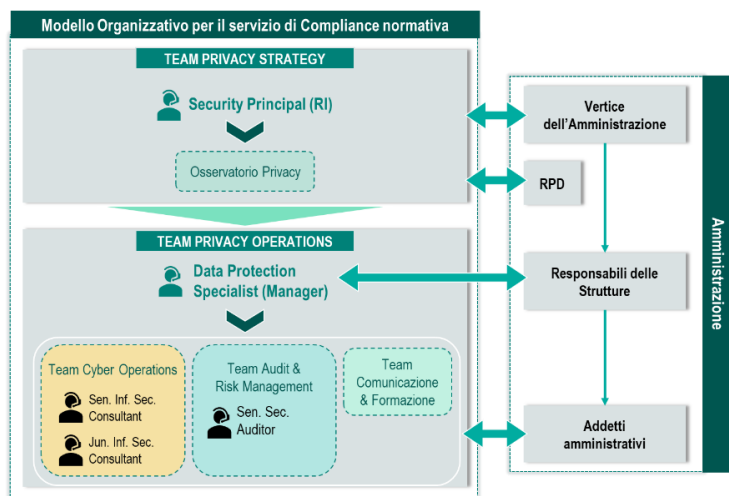 Modello Organizzativo per il servizio di Compliance normativa
TEAM PRIVACY STRATEGY
Security Principal (RI)
Osservatorio Privacy
TEAM PRIVACY OPERATIONS
Data Protection
Specialist (Manager)
Team Cyber Operations
Sen. Inf. Sec.
Consultant
Jun. Inf. Sec.
Consultant
Team Audit &
Risk Management
Sen. Sec.
Auditor
Team
Comunicazione
& Formazione
Vertice
dell'Amministrazione
RPD
Responsabili delle
Strutture
Addetti
amministrativi
Amministrazione